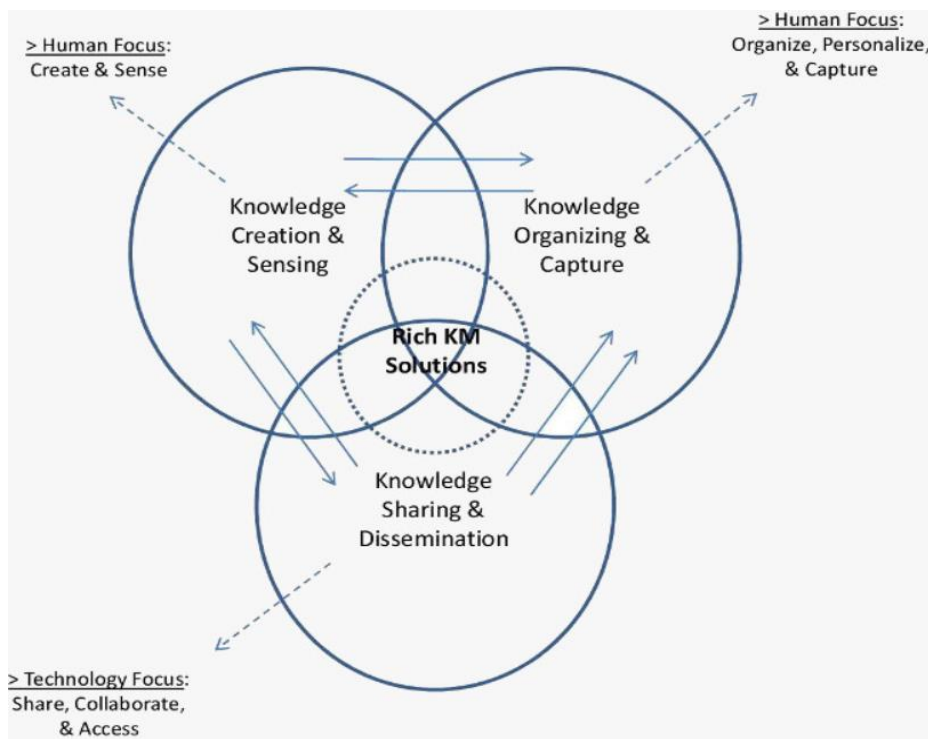 > Human Focus:
Create & Sense
> Human Focus:
Organize, Personalize,
& Capture
Knowledge
Creation &
Sensing
Knowledge
Organizing &
Capture
Rich KM
Solutions
Knowledge
Sharing &
Dissemination
> Technology Focus:
Share, Collaborate,
& Access